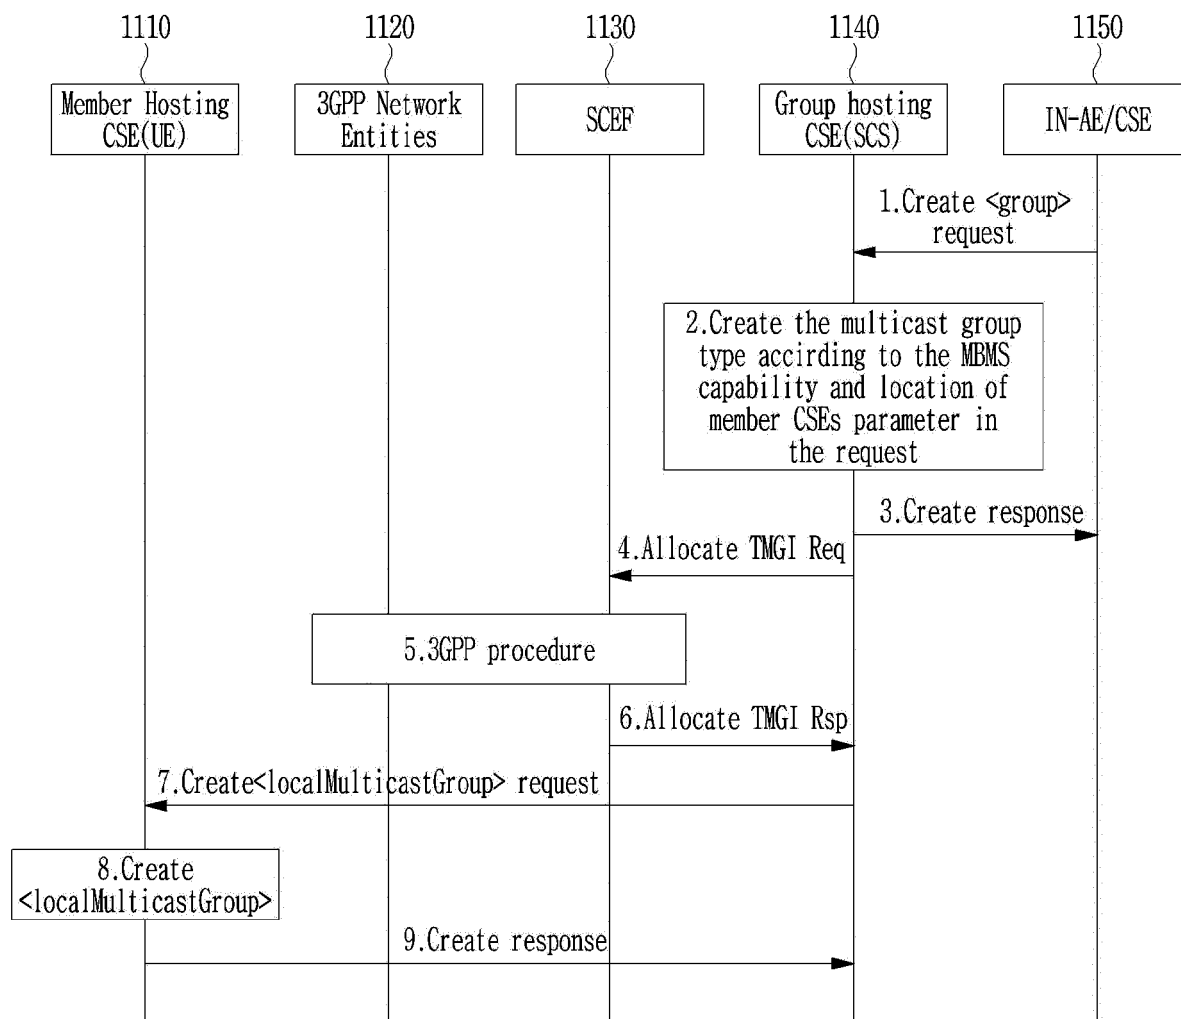 1110
1120
1130
1140
1150
Member Hosting
CSE(UE)
3GPP Network
Entities
SCEF
Group hosting
CSE(SCS)
IN-AE/CSE
1.Create <group>
request
2.Create the multicast group
type accirding to the MBMS
capability and location of
member CSEs parameter in
the request
3.Create response
4.Allocate TMGI Req
5.3GPP procedure
6.Allocate TMGI Rsp
7.Create<localMulticastGroup> request
8.Create
<localMulticastGroup>
9.Create response